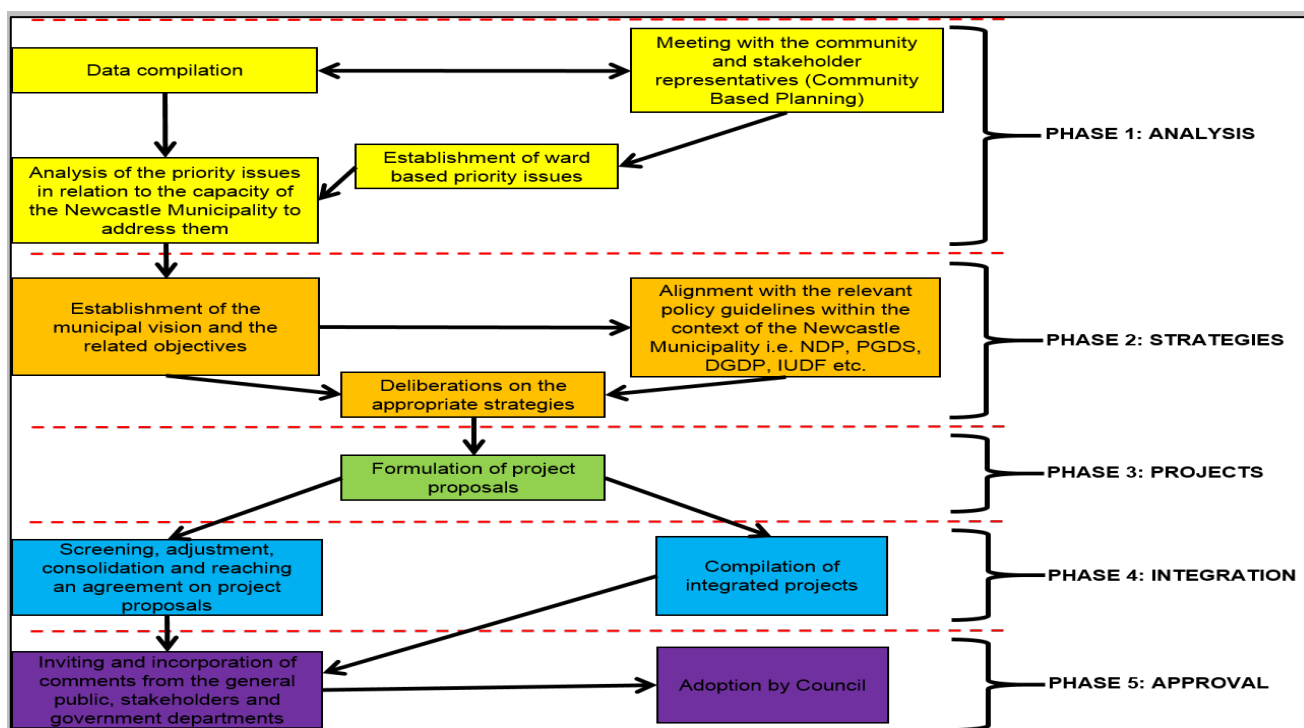 Data compilation
Meeting with the community
and stakeholder
representatives (Community
Based Planning)
PHASE 1: ANALYSIS
Establishment of ward
based priority issues
Analysis of the priority issues
in relation to the capacity of
the Newcastle Municipality to
address them
Establishment of the
municipal vision and the
related objectives
Alignment with the relevant
policy guidelines within the
context of the Newcastle
Municipality i.e. NDP, PGDS,
DGDP, IUDF etc.
PHASE 2: STRATEGIES
Deliberations on the
appropriate strategies
Formulation of project
proposals
PHASE 3: PROJECTS
Screening, adjustment,
consolidation and reaching
an agreement on project
proposals
Compilation of
integrated projects
PHASE 4: INTEGRATION
Inviting and incorporation of
comments from the general
public, stakeholders and
government departments
Adoption by Council
PHASE 5: APPROVAL